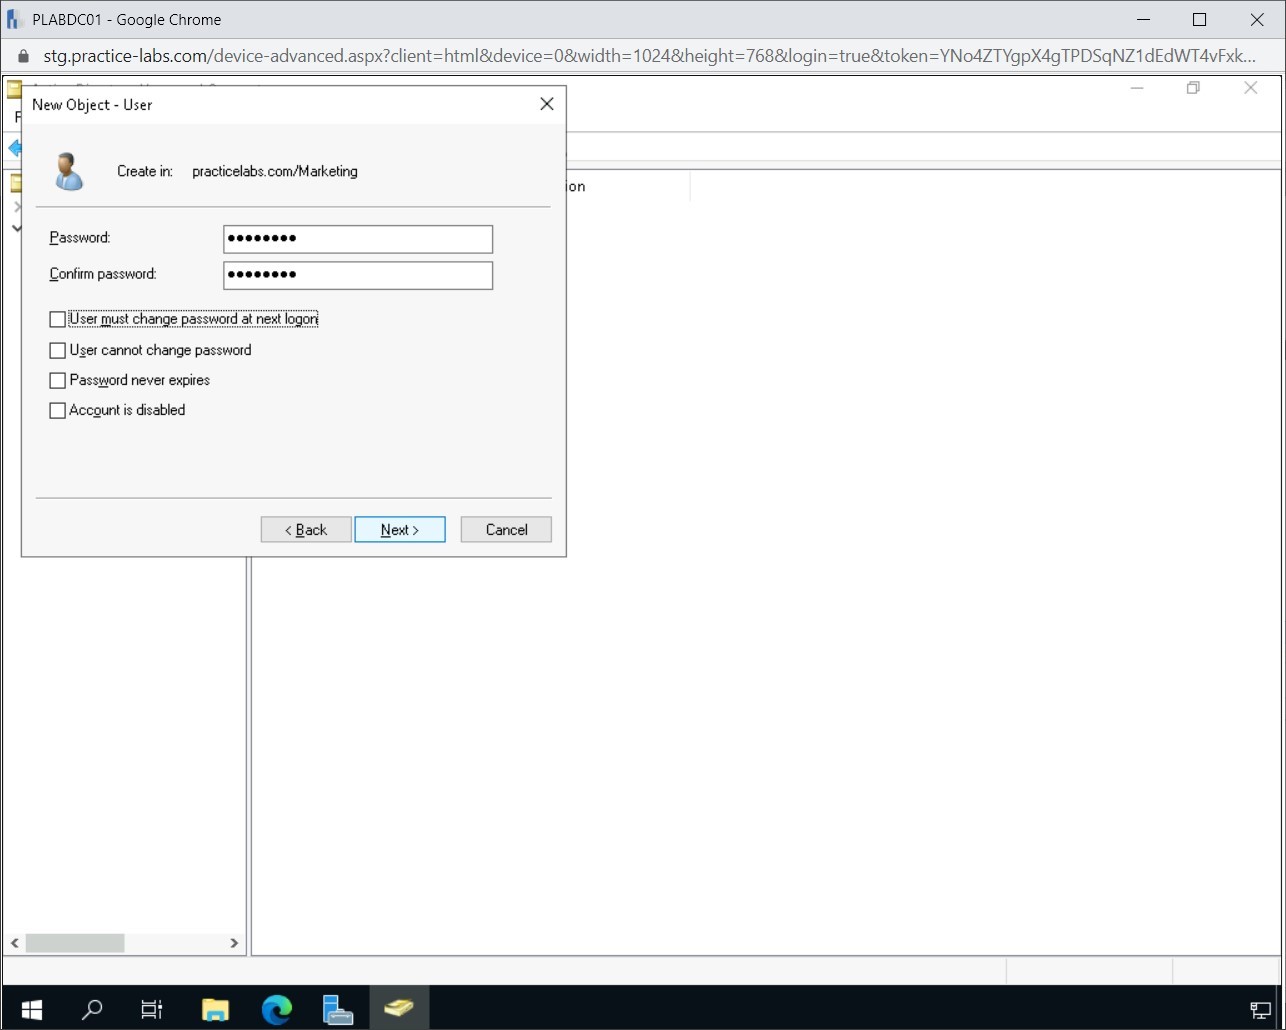 PLABDC01 - Google Chrome
stg.practice-labs.com/device-advanced.aspx?client=html&device=0&width=1024&height=768&login=true&token=YNo4ZTYgpX4gTPDSqNZ1dEdWT4vFxk...
New Object - User
F
Create in: practicelabs.com/Marketing
ion
Password: ••••••••
Confirm password: ••••••••
User must change password at next logon
User cannot change password
Password never expires
Account is disabled
< Back Next > Cancel